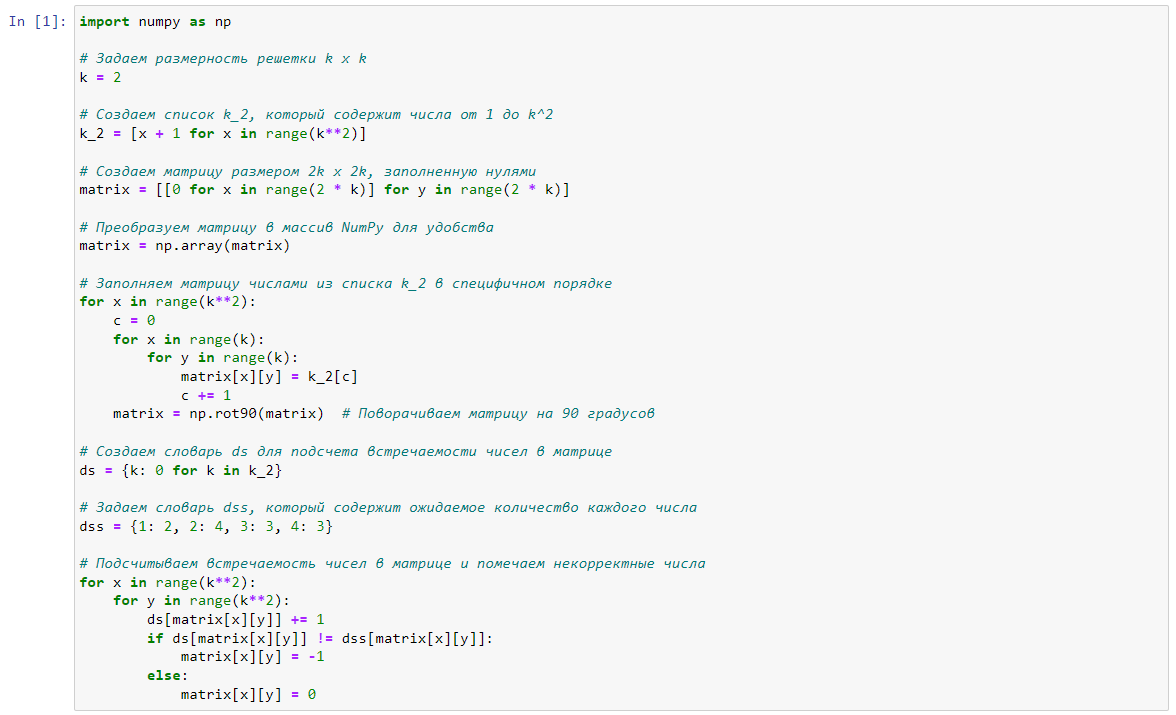 In [1]: import numpy as np
# Задаем размерность решетки k x k
k = 2
# Создаем список k_2, который содержит числа от 1 до k^2
k_2 = [x + 1 for x in range(k**2)]
# Создаем матрицу размером 2k x 2k, заполненную нулями
matrix = [[0 for x in range(2 * k)] for y in range(2 * k)]
# Преобразуем матрицу в массив NumPy для удобства
matrix = np.array(matrix)
# Заполняем матрицу числами из списка k_2 в специфичном порядке
for x in range(k**2):
    c = 0
    for x in range(k):
        for y in range(k):
            matrix[x][y] = k_2[c]
            c += 1
    matrix = np.rot90(matrix)  # Поворачиваем матрицу на 90 градусов
# Создаем словарь ds для подсчета встречаемости чисел в матрице
ds = {k: 0 for k in k_2}
# Задаем словарь dss, который содержит ожидаемое количество каждого числа
dss = {1: 2, 2: 4, 3: 3, 4: 3}
# Подсчитываем встречаемость чисел в матрице и помечаем некорректные числа
for x in range(k**2):
    for y in range(k**2):
        ds[matrix[x][y]] += 1
        if ds[matrix[x][y]] != dss[matrix[x][y]]:
            matrix[x][y] = -1
        else:
            matrix[x][y] = 0